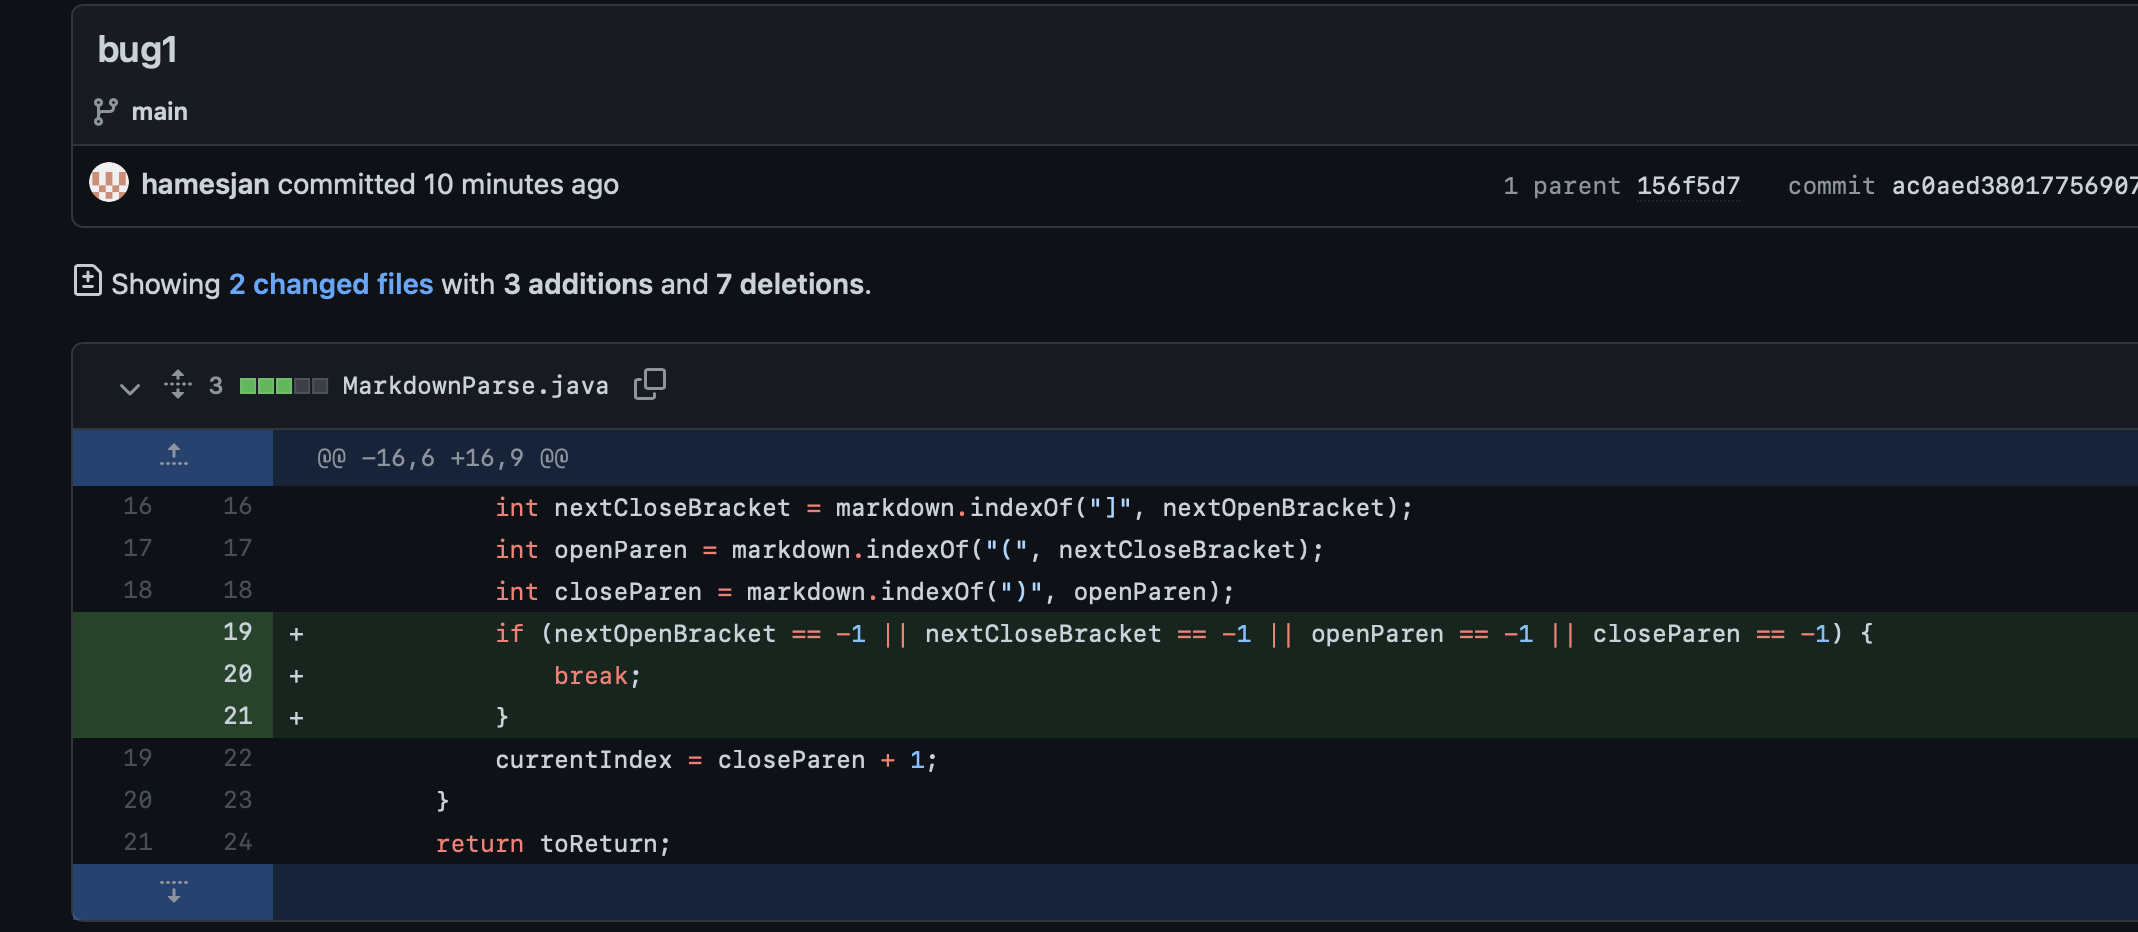 bug1
main
hamesjan committed 10 minutes ago 1 parent 156f5d7 commit ac0aed38017756907
Showing 2 changed files with 3 additions and 7 deletions.
3 MarkdownParse.java
@@ -16,6 +16,9 @@
16 16 int nextCloseBracket = markdown.indexOf("]", nextOpenBracket);
17 17 int openParen = markdown.indexOf("(", nextCloseBracket);
18 18 int closeParen = markdown.indexOf(")", openParen);
19 + if (nextOpenBracket == -1 || nextCloseBracket == -1 || openParen == -1 || closeParen == -1) {
20 + break;
21 + }
19 22 currentIndex = closeParen + 1;
20 23 }
21 24 return toReturn;